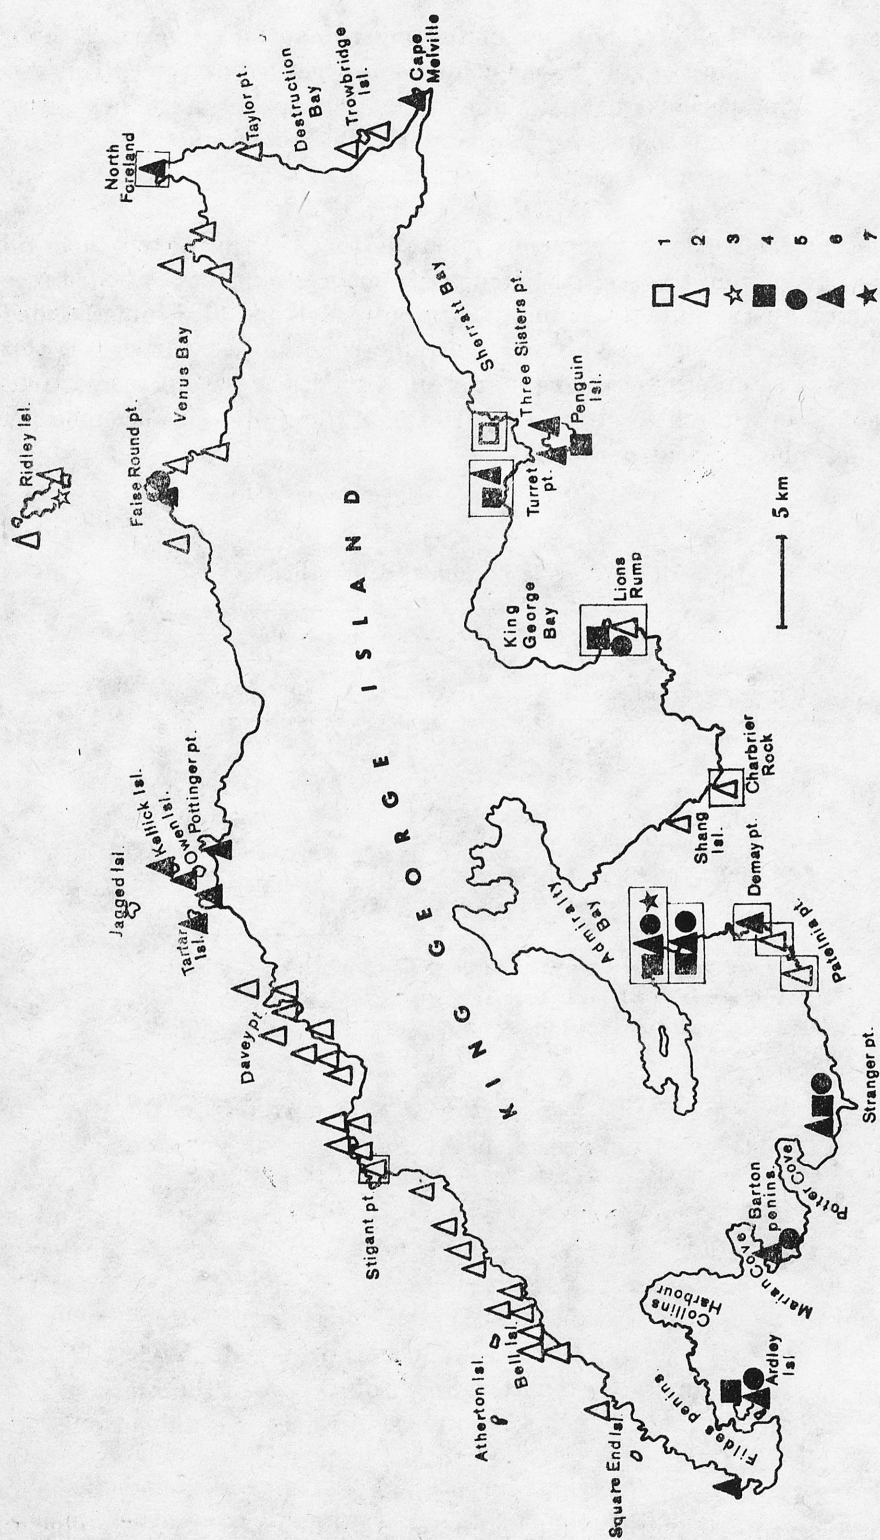 Square End Isl.
Atherton Isl.
Bell Isl.
Stigant pt.
Davey pt.
Tartar
Isl.
Jagged Isl.
Kellick Isl.
Owen Isl.
Pottinger pt.
False Round pt.
Ridley Isl.
Venus Bay
North
Foreland
Taylor pt.
Destruction
Bay
Trowbridge
Isl.
Cape
Melville
KING GEORGE ISLAND
Sherratt Bay
Three Sisters pt.
Penguin
Isl.
Turret
pt.
King
George
Bay
Lions
Rump
Charbrier
Rock
Shang
Isl.
Admiralty
Bay
Demay pt.
Patelnia pt.
Stranger pt.
Potter Cove
Barton
penins.
Marian Cove
Collins
Harbour
Fildes penins
Ardley
Isl
5 km
1
2
3
4
5
6
7